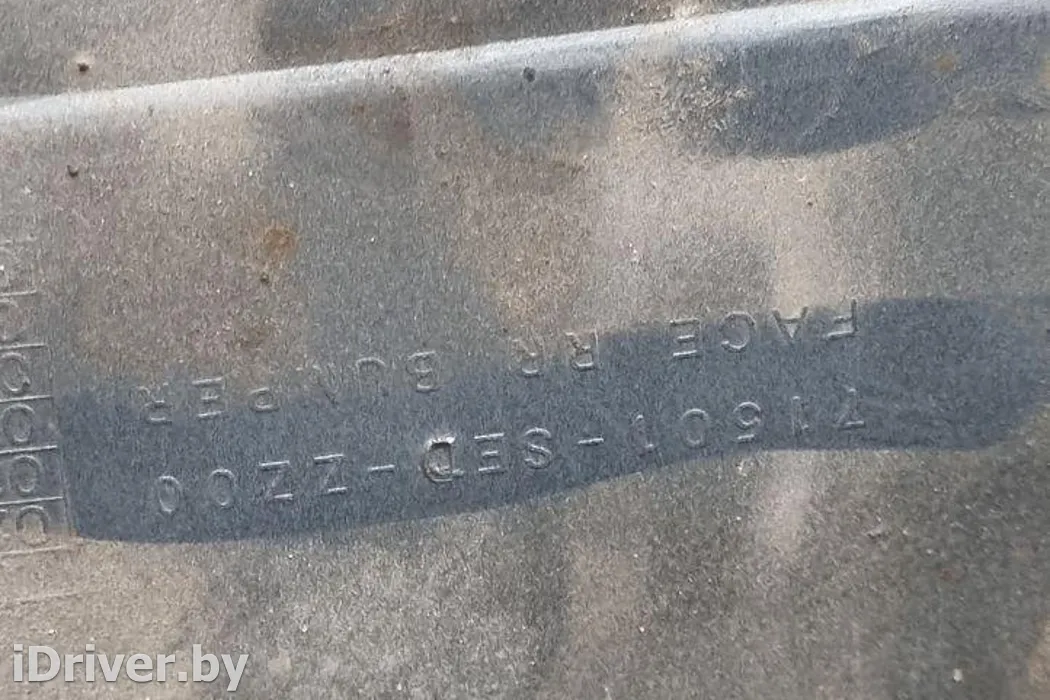 71501-SED-ZZ00
FACE RR BUMPER
iDriver.by